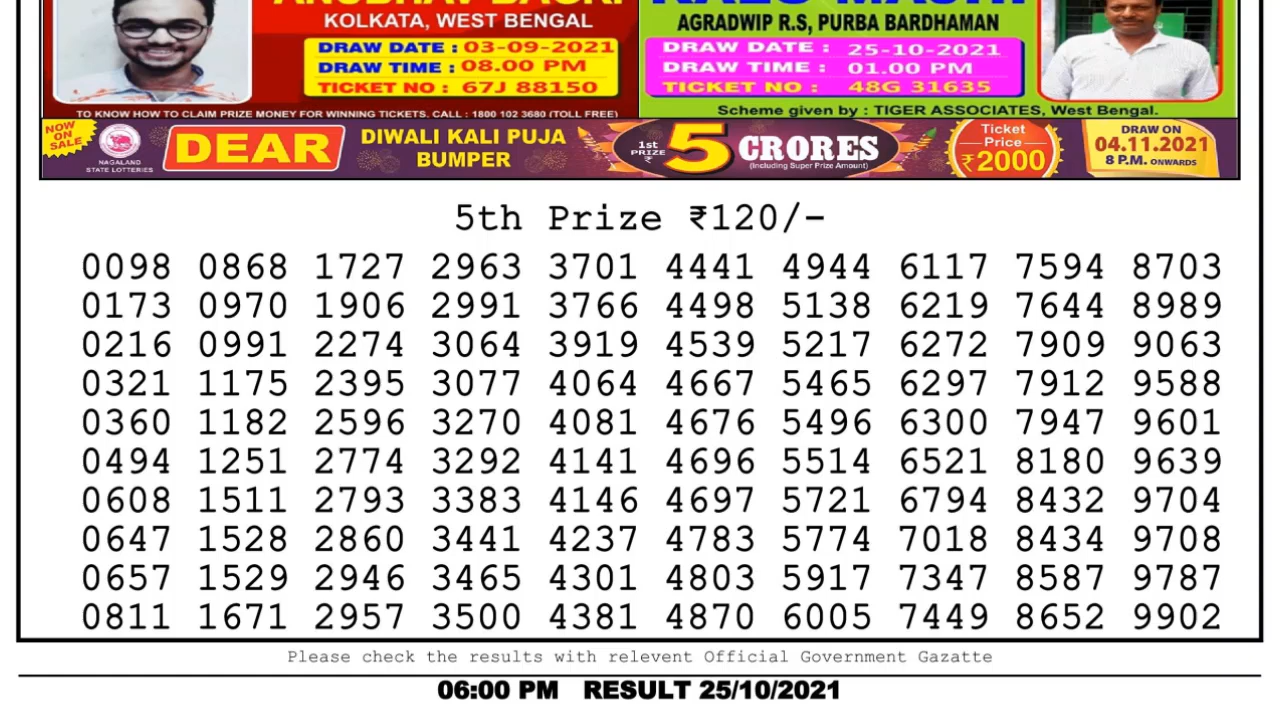 KOLKATA, WEST BENGAL
DRAW DATE : 03-09-2021
DRAW TIME : 08.00 PM
TICKET NO : 67J 88150
TO KNOW HOW TO CLAIM PRIZE MONEY FOR WINNING TICKETS, CALL : 1800 102 3680 (TOLL FREE)
AGRADWIP R.S, PURBA BARDHAMAN
DRAW DATE : 25-10-2021
DRAW TIME : 01.00 PM
TICKET NO : 48G 31635
Scheme given by : TIGER ASSOCIATES, West Bengal.
NOW
ON
SALE
NAGALAND
STATE LOTTERIES
DEAR
DIWALI KALI PUJA
BUMPER
1st
PRIZE
₹
5 CRORES
(Including Super Prize Amount)
Ticket
Price
₹2000
DRAW ON
04.11.2021
8 P.M. ONWARDS
5th Prize ₹120/-
0098 0868 1727 2963 3701 4441 4944 6117 7594 8703
0173 0970 1906 2991 3766 4498 5138 6219 7644 8989
0216 0991 2274 3064 3919 4539 5217 6272 7909 9063
0321 1175 2395 3077 4064 4667 5465 6297 7912 9588
0360 1182 2596 3270 4081 4676 5496 6300 7947 9601
0494 1251 2774 3292 4141 4696 5514 6521 8180 9639
0608 1511 2793 3383 4146 4697 5721 6794 8432 9704
0647 1528 2860 3441 4237 4783 5774 7018 8434 9708
0657 1529 2946 3465 4301 4803 5917 7347 8587 9787
0811 1671 2957 3500 4381 4870 6005 7449 8652 9902
Please check the results with relevent Official Government Gazatte
06:00 PM RESULT 25/10/2021